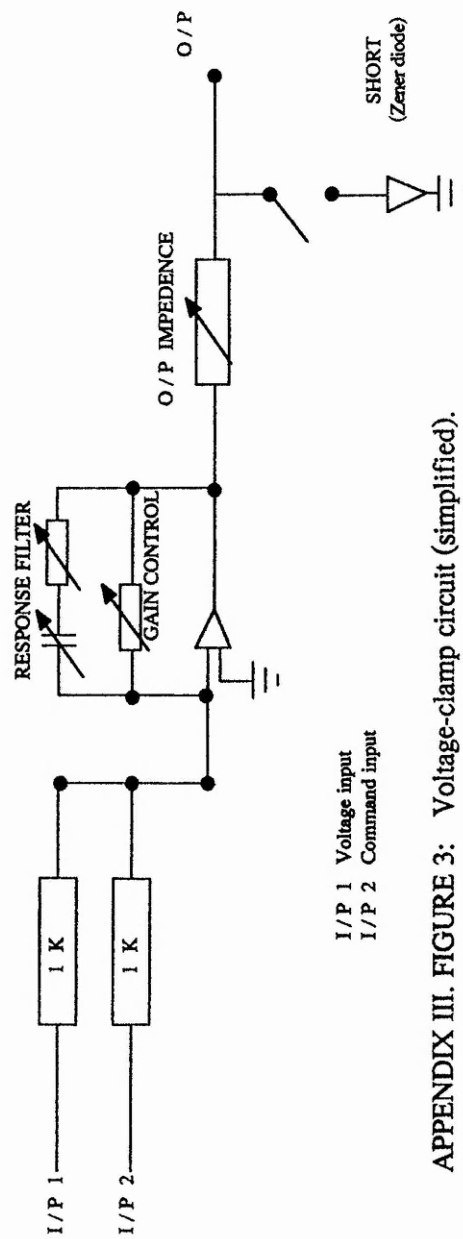 I/P 1
1 K
I/P 2
1 K
RESPONSE FILTER
GAIN CONTROL
O/P IMPEDENCE
O/P
SHORT
(Zener diode)
I/P 1 Voltage input
I/P 2 Command input
APPENDIX III. FIGURE 3: Voltage-clamp circuit (simplified).